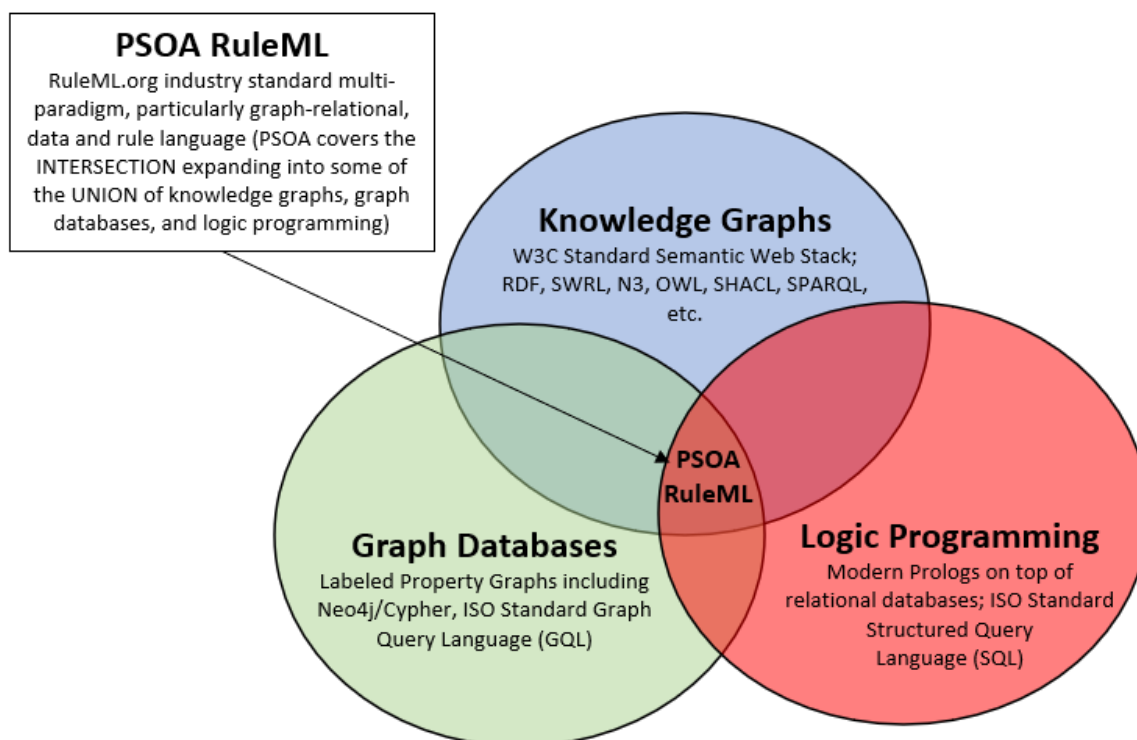 PSOA RuleML
RuleML.org industry standard multi-
paradigm, particularly graph-relational,
data and rule language (PSOA covers the
INTERSECTION expanding into some of
the UNION of knowledge graphs, graph
databases, and logic programming)
Knowledge Graphs
W3C Standard Semantic Web Stack;
RDF, SWRL, N3, OWL, SHACL, SPARQL,
etc.
PSOA
RuleML
Graph Databases
Labeled Property Graphs including
Neo4j/Cypher, ISO Standard Graph
Query Language (GQL)
Logic Programming
Modern Prologs on top of
relational databases; ISO Standard
Structured Query
Language (SQL)